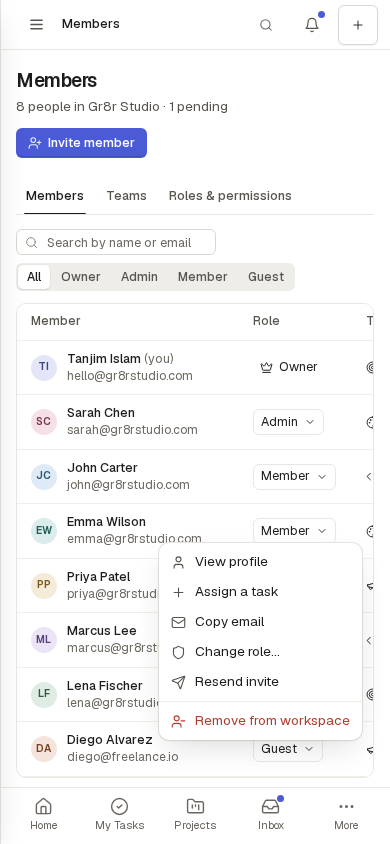 Members
Members
8 people in Gr8r Studio · 1 pending
Invite member
Members Teams Roles & permissions
Search by name or email
All Owner Admin Member Guest
Member Role
TI Tanjim Islam (you) Owner
hello@gr8rstudio.com
SC Sarah Chen Admin
sarah@gr8rstudio.com
JC John Carter Member
john@gr8rstudio.com
EW Emma Wilson Member
emma@gr8rstudio.com
PP Priya Patel
ML Marcus Lee
LF Lena Fischer
DA Diego Alvarez Guest
diego@freelance.io
View profile
Assign a task
Copy email
Change role...
Resend invite
Remove from workspace
Home My Tasks Projects Inbox More